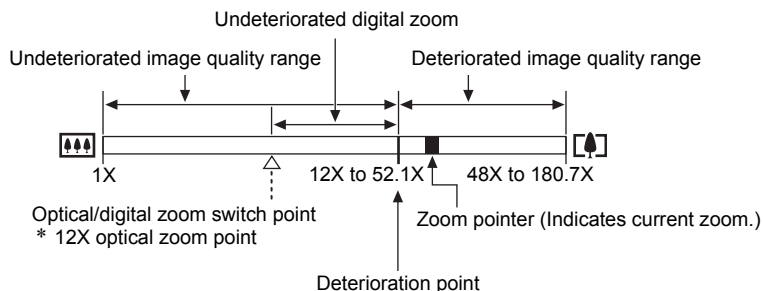 Undeteriorated digital zoom
Undeteriorated image quality range
Deteriorated image quality range
1X
12X to 52.1X
48X to 180.7X
Optical/digital zoom switch point
* 12X optical zoom point
Zoom pointer (Indicates current zoom.)
Deterioration point